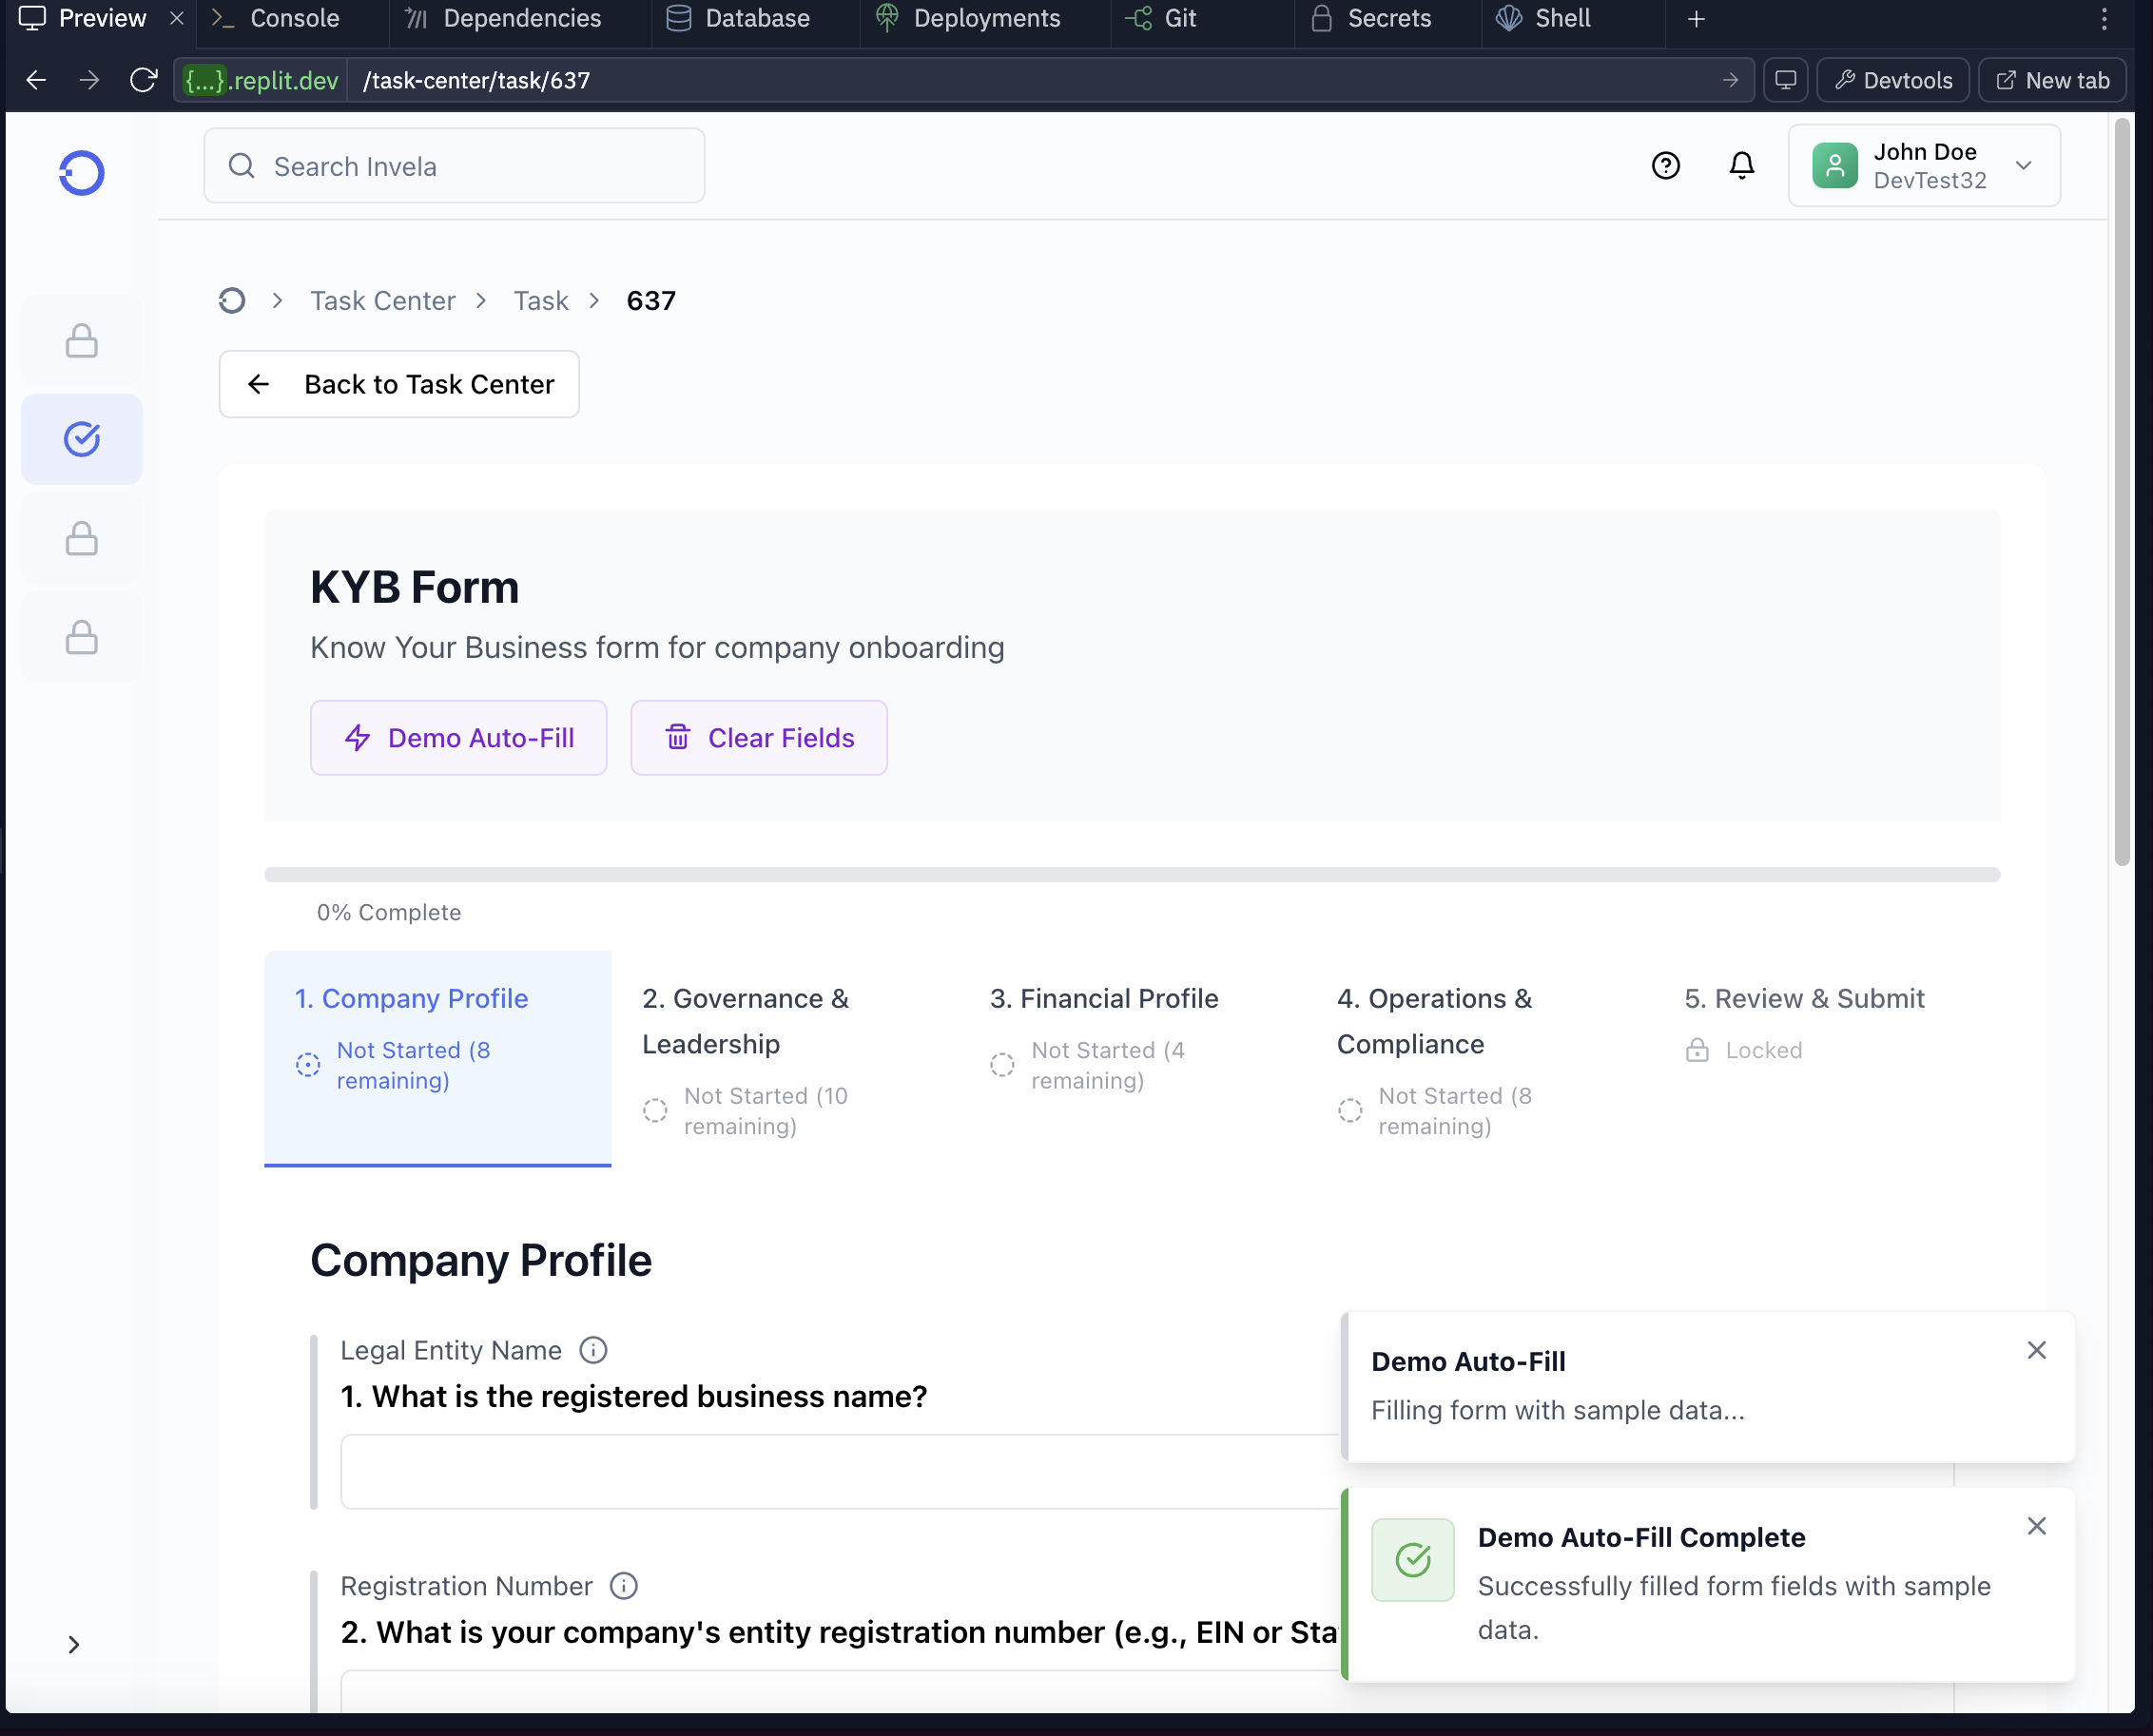 Preview
Console
Dependencies
Database
Deployments
Git
Secrets
Shell
{...}.replit.dev
/task-center/task/637
Devtools
New tab
Search Invela
John Doe
DevTest32
Task Center
Task
637
Back to Task Center
KYB Form
Know Your Business form for company onboarding
Demo Auto-Fill
Clear Fields
0% Complete
1. Company Profile
Not Started (8
remaining)
2. Governance &
Leadership
Not Started (10
remaining)
3. Financial Profile
Not Started (4
remaining)
4. Operations &
Compliance
Not Started (8
remaining)
5. Review & Submit
Locked
Company Profile
Legal Entity Name
1. What is the registered business name?
Registration Number
2. What is your company's entity registration number (e.g., EIN or
Demo Auto-Fill
Filling form with sample data...
Demo Auto-Fill Complete
Successfully filled form fields with sample
data.